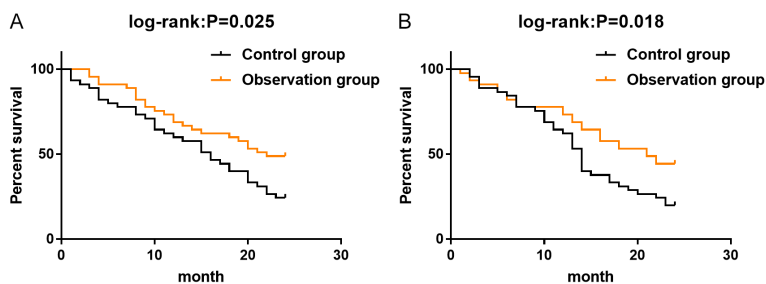 A
log-rank:P=0.025
Control group
Observation group
Percent survival
100
50
0
0 10 20 30
month
B
log-rank:P=0.018
Control group
Observation group
Percent survival
100
50
0
0 10 20 30
month